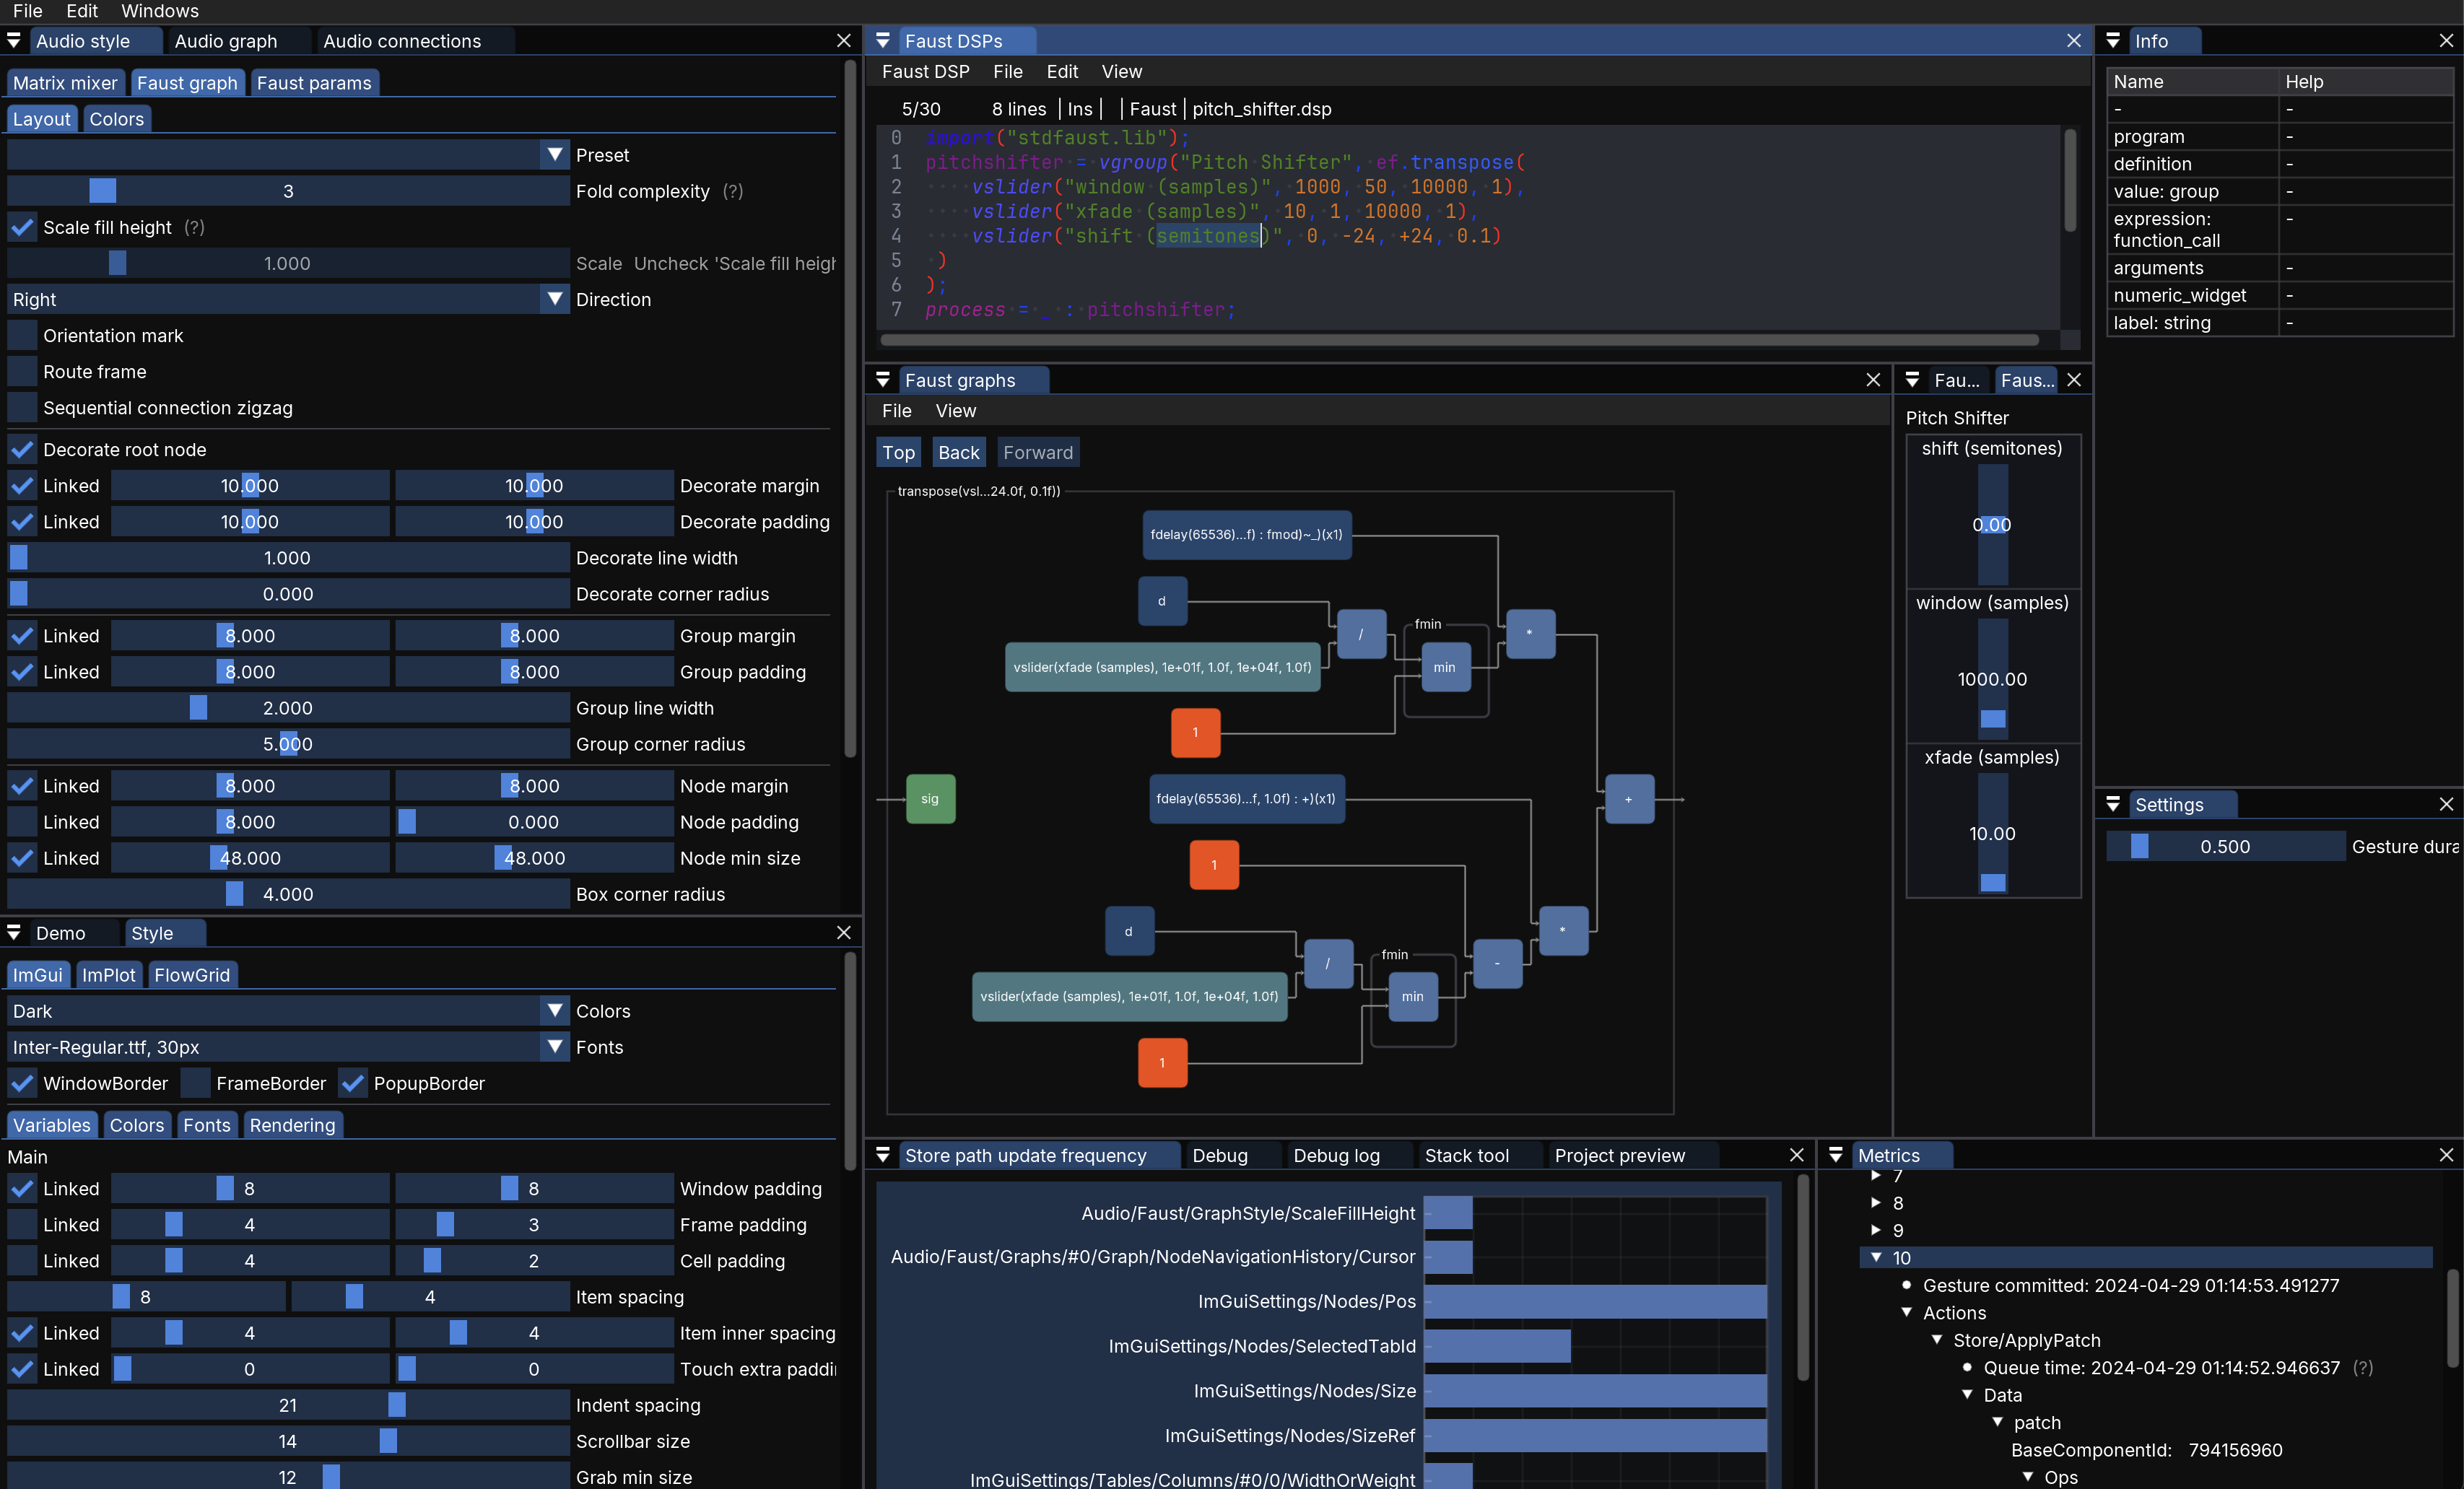 File Edit Windows
Audio style Audio graph Audio connections
Matrix mixer Faust graph Faust params
Layout Colors
Preset
3 Fold complexity (?)
Scale fill height (?)
1.000 Scale Uncheck 'Scale fill heigh
Right Direction
Orientation mark
Route frame
Sequential connection zigzag
Decorate root node
Linked 10.000 10.000 Decorate margin
Linked 10.000 10.000 Decorate padding
1.000 Decorate line width
0.000 Decorate corner radius
Linked 8.000 8.000 Group margin
Linked 8.000 8.000 Group padding
2.000 Group line width
5.000 Group corner radius
Linked 8.000 8.000 Node margin
Linked 8.000 0.000 Node padding
Linked 48.000 48.000 Node min size
4.000 Box corner radius
Demo Style
ImGui ImPlot FlowGrid
Dark Colors
Inter-Regular.ttf, 30px Fonts
WindowBorder FrameBorder PopupBorder
Variables Colors Fonts Rendering
Main
Linked 8 8 Window padding
Linked 4 3 Frame padding
Linked 4 2 Cell padding
8 4 Item spacing
Linked 4 4 Item inner spacing
Linked 0 0 Touch extra paddi
21 Indent spacing
14 Scrollbar size
12 Grab min size
Faust DSPs
Faust DSP File Edit View
5/30 8 lines | Ins | | Faust | pitch_shifter.dsp
0 import("stdfaust.lib");
1 pitchshifter = vgroup("Pitch Shifter", ef.transpose(
2 vslider("window (samples)", 1000, 50, 10000, 1),
3 vslider("xfade (samples)", 10, 1, 10000, 1),
4 vslider("shift (semitones)", 0, -24, +24, 0.1)
5 )
6 );
7 process = _ : pitchshifter;
Faust graphs
File View
Top Back Forward
transpose(vsl...24.0f, 0.1f))
fdelay(65536)...f) : fmod)~_)(x1)
d
/
fmin
*
vslider(xfade (samples), 1e+01f, 1.0f, 1e+04f, 1.0f)
min
1
sig
fdelay(65536)...f, 1.0f) : +)(x1)
+
1
d
*
/
fmin
-
vslider(xfade (samples), 1e+01f, 1.0f, 1e+04f, 1.0f)
min
1
Fau... Faus...
Pitch Shifter
shift (semitones)
0.00
window (samples)
1000.00
xfade (samples)
10.00
Info
Name Help
- -
program -
definition -
value: group -
expression: function_call -
arguments -
numeric_widget -
label: string -
Settings
0.500 Gesture dura
Store path update frequency Debug Debug log Stack tool Project preview
Audio/Faust/GraphStyle/ScaleFillHeight
Audio/Faust/Graphs/#0/Graph/NodeNavigationHistory/Cursor
ImGuiSettings/Nodes/Pos
ImGuiSettings/Nodes/SelectedTabId
ImGuiSettings/Nodes/Size
ImGuiSettings/Nodes/SizeRef
ImGuiSettings/Tables/Columns/#0/0/WidthOrWeight
Metrics
7
8
9
10
Gesture committed: 2024-04-29 01:14:53.491277
Actions
Store/ApplyPatch
Queue time: 2024-04-29 01:14:52.946637 (?)
Data
patch
BaseComponentId: 794156960
Ops